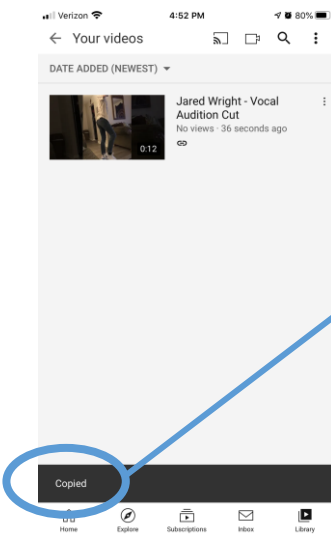 Verizon 4:52 PM 80%
Your videos
DATE ADDED (NEWEST)
Jared Wright - Vocal
Audition Cut
No views · 36 seconds ago
0:12
Copied
Home Explore Subscriptions Inbox Library